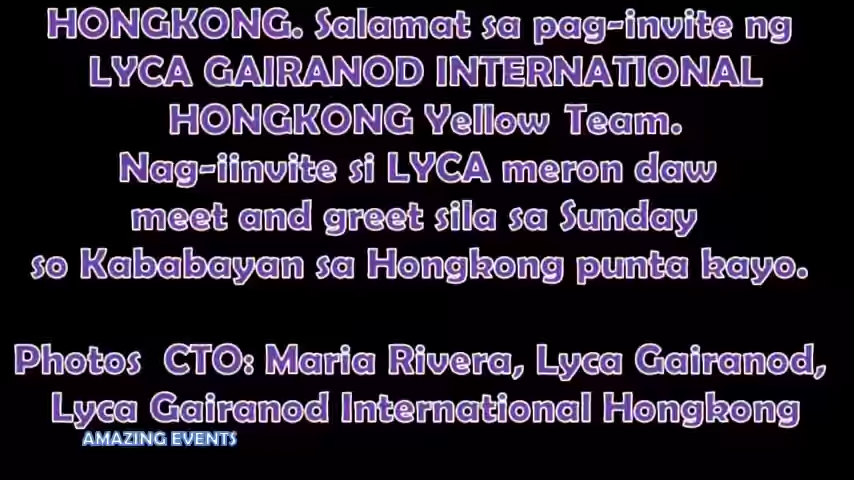 HONGKONG. Salamat sa pag-invite ng
LYCA GAIRANOD INTERNATIONAL
HONGKONG Yellow Team.
Nag-iinvite si LYCA meron daw
meet and greet sila sa Sunday
so Kababayan sa Hongkong punta kayo.
Photos CTO: Maria Rivera, Lyca Gairanod,
Lyca Gairanod International Hongkong
AMAZING EVENTS